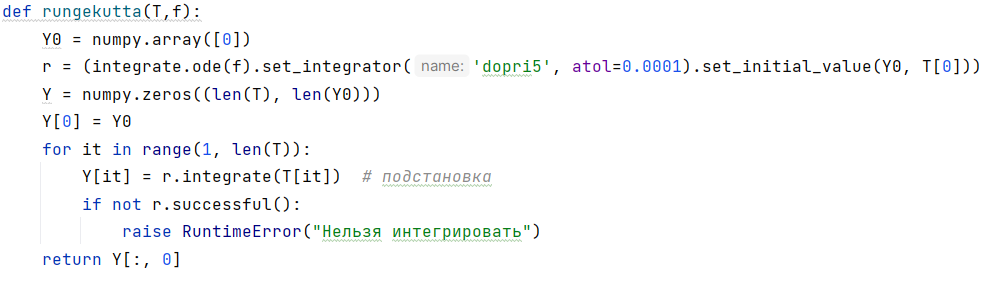 def rungekutta(T,f):
    Y0 = numpy.array([0])
    r = (integrate.ode(f).set_integrator( name: 'dopri5', atol=0.0001).set_initial_value(Y0, T[0]))
    Y = numpy.zeros((len(T), len(Y0)))
    Y[0] = Y0
    for it in range(1, len(T)):
        Y[it] = r.integrate(T[it])  # подстановка
        if not r.successful():
            raise RuntimeError("Нельзя интегрировать")
    return Y[:, 0]